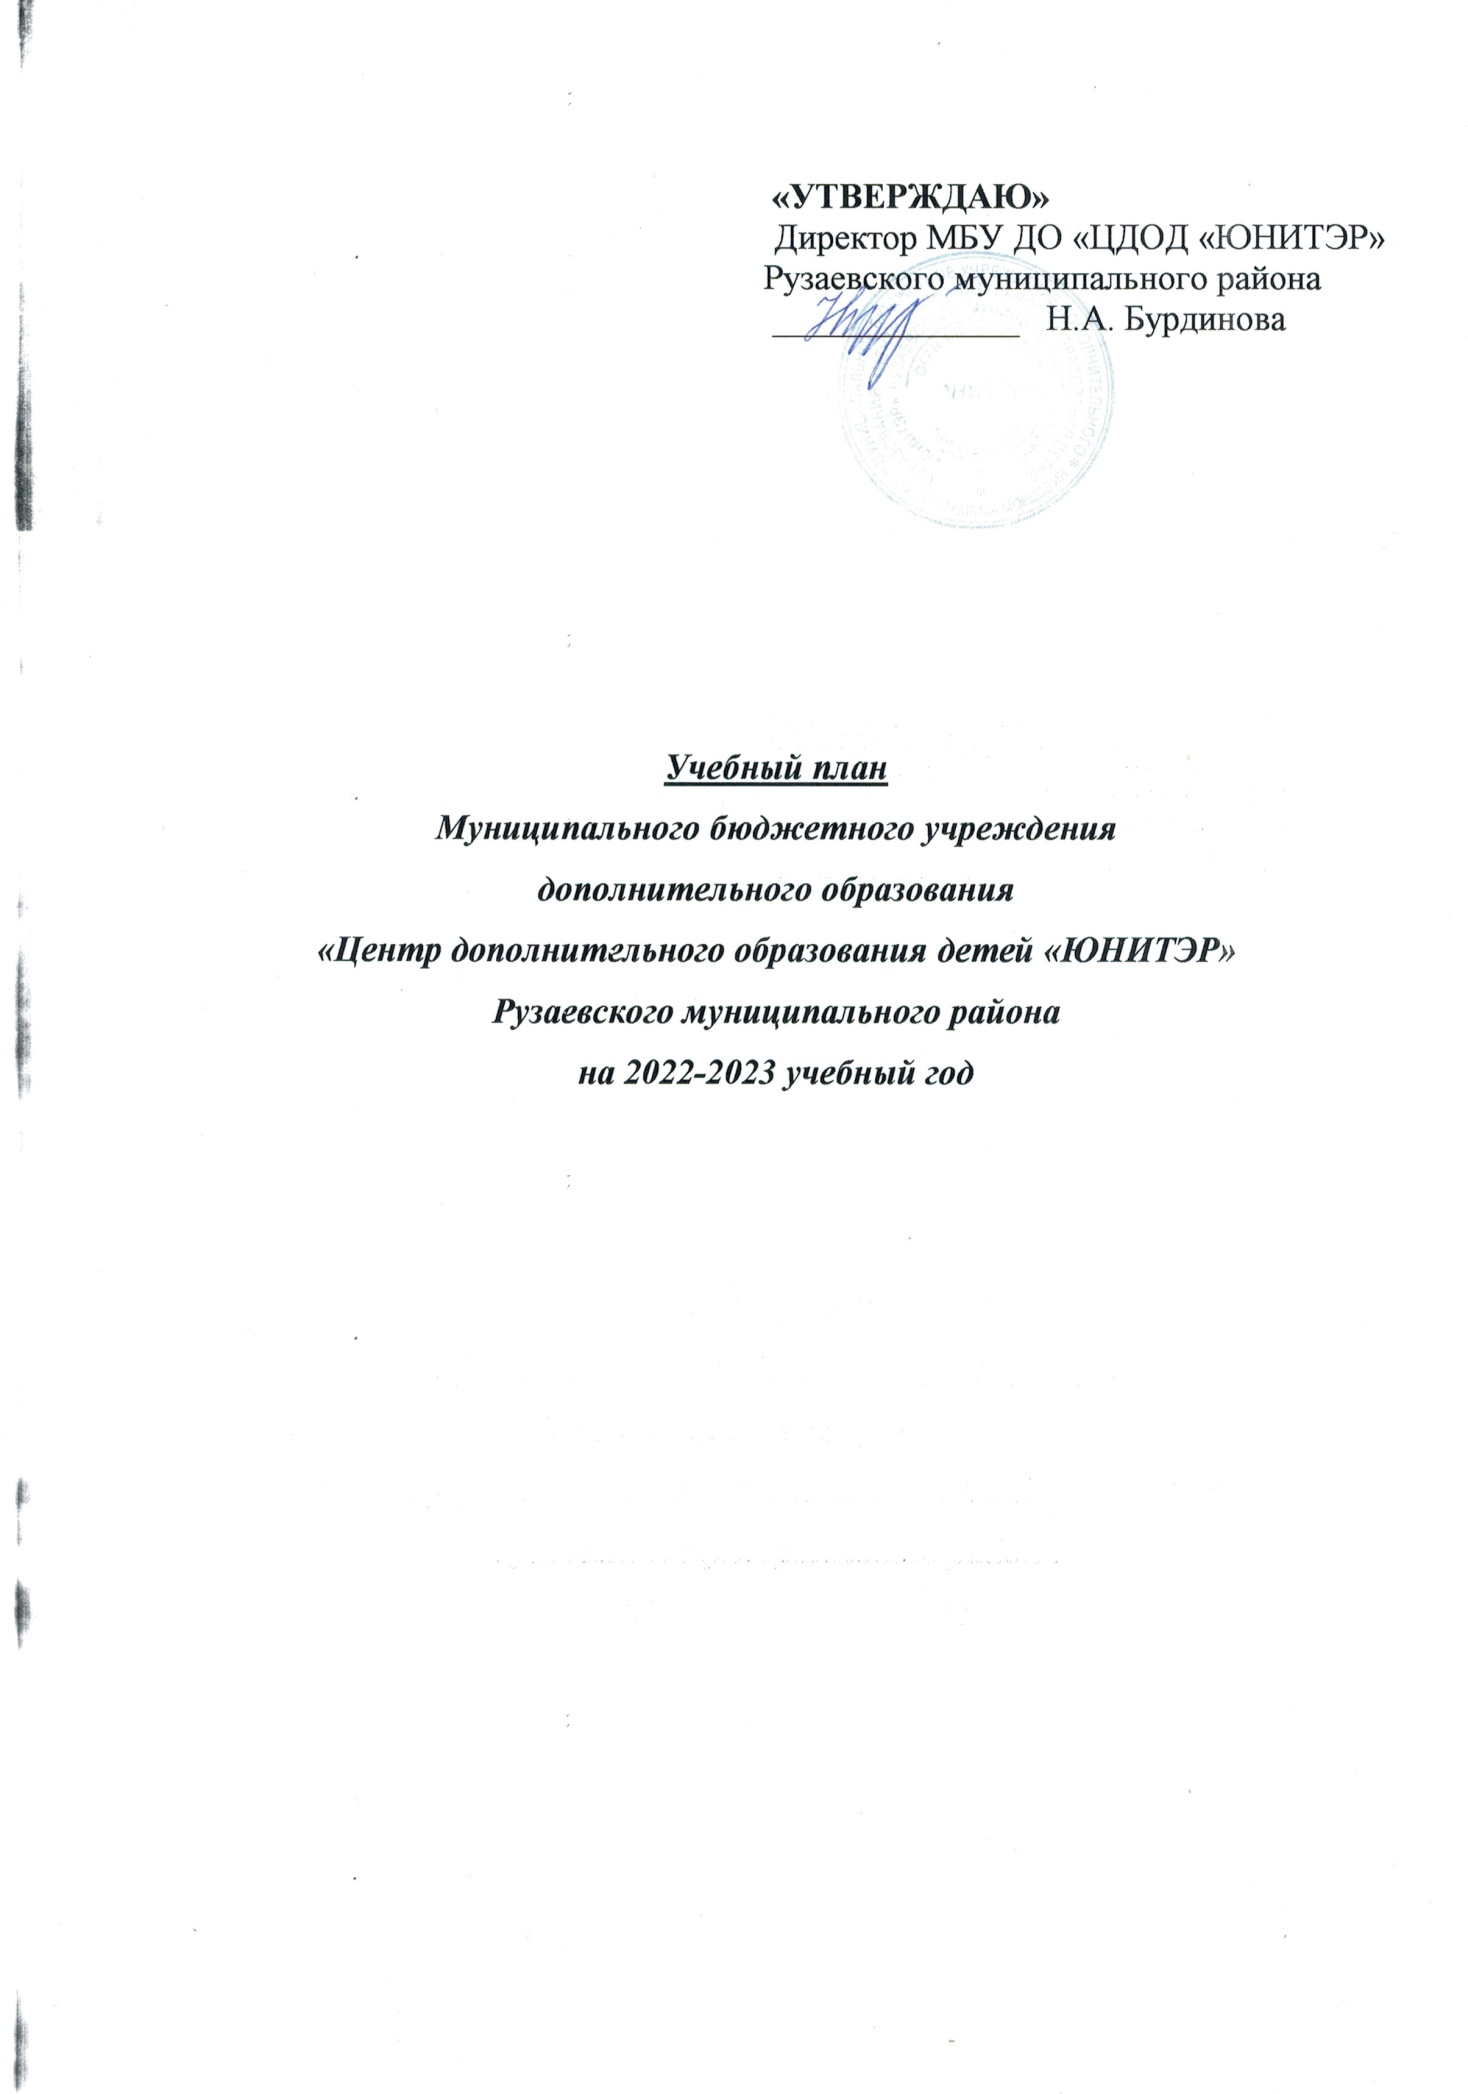 «УТВЕРЖДАЮ»
Директор МБУ ДО «ЦДОД «ЮНИТЭР»
Рузаевского муниципального района
Н.А. Бурдинова
Учебный план
Муниципального бюджетного учреждения
дополнительного образования
«Центр дополнительного образования детей «ЮНИТЭР»
Рузаевского муниципального района
на 2022-2023 учебный год